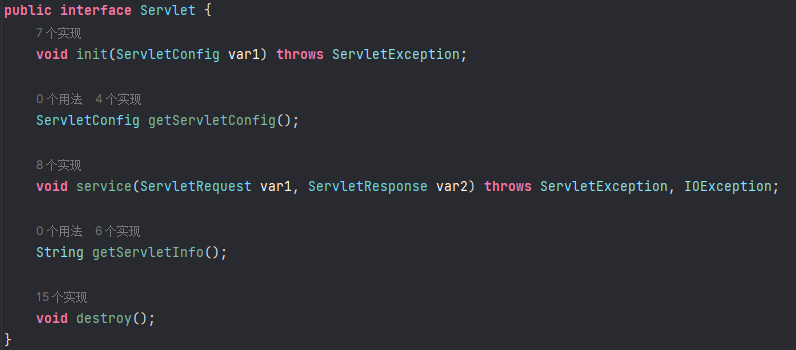 public interface Servlet {
7 个实现
void init(ServletConfig var1) throws ServletException;
0 个用法 4 个实现
ServletConfig getServletConfig();
8 个实现
void service(ServletRequest var1, ServletResponse var2) throws ServletException, IOException;
0 个用法 6 个实现
String getServletInfo();
15 个实现
void destroy();
}